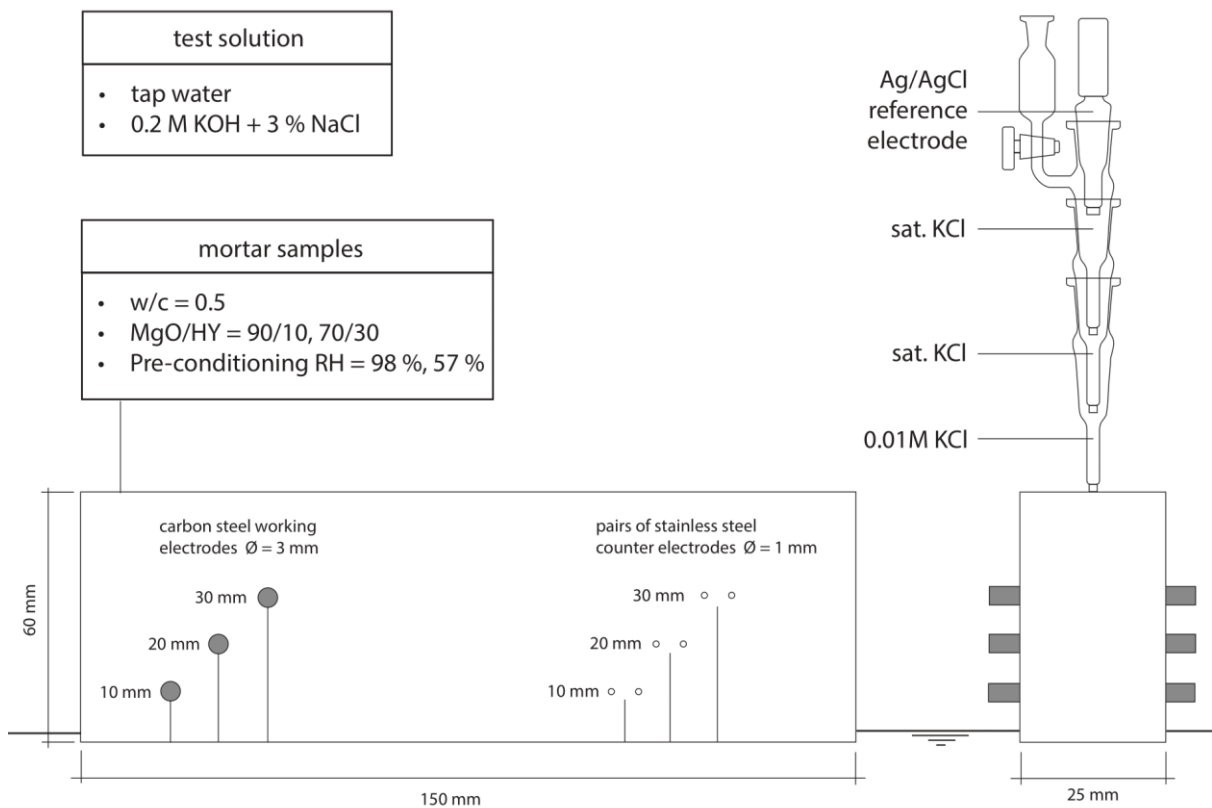 test solution
• tap water
• 0.2 M KOH + 3 % NaCl
mortar samples
• w/c = 0.5
• MgO/HY = 90/10, 70/30
• Pre-conditioning RH = 98 %, 57 %
Ag/AgCl
reference
electrode
sat. KCl
sat. KCl
0.01M KCl
carbon steel working
electrodes Ø = 3 mm
30 mm
20 mm
10 mm
pairs of stainless steel
counter electrodes Ø = 1 mm
30 mm
20 mm
10 mm
60 mm
150 mm
25 mm